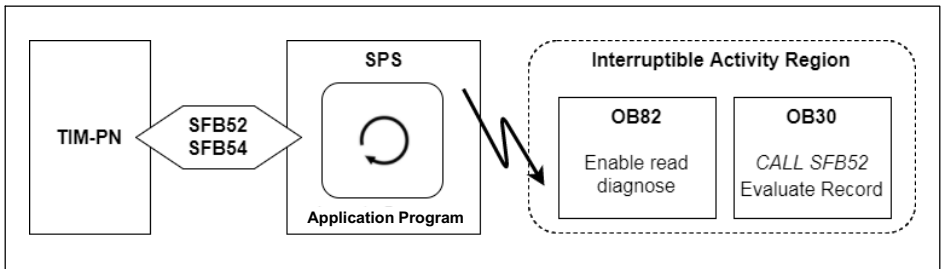 TIM-PN
SFB52
SFB54
SPS
Application Program
Interruptible Activity Region
OB82
Enable read
diagnose
OB30
CALL SFB52
Evaluate Record